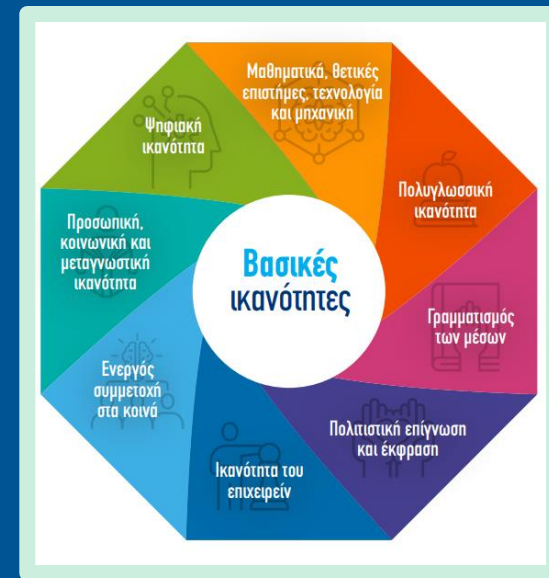 Βασικές
ικανότητες
Μαθηματικά, θετικές
επιστήμες, τεχνολογία
και μηχανική
Πολυγλωσσική
ικανότητα
Γραμματισμός
των μέσων
Πολιτιστική επίγνωση
και έκφραση
Ικανότητα του
επιχειρείν
Ενεργός
συμμετοχή
στα κοινά
Προσωπική,
κοινωνική και
μεταγνωστική
ικανότητα
Ψηφιακή
ικανότητα